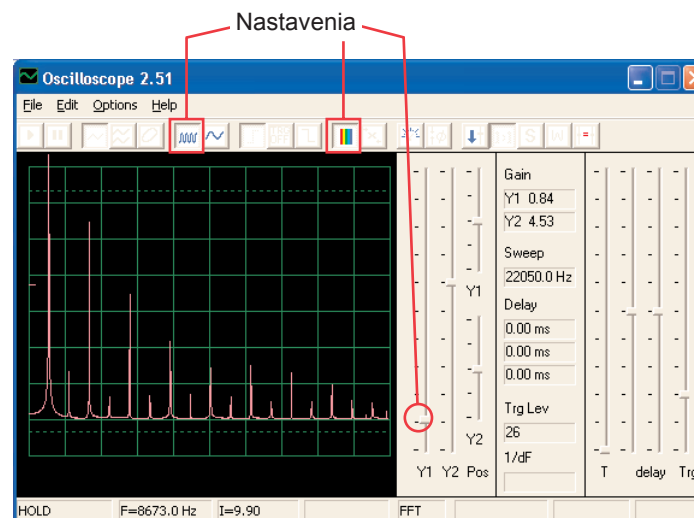 Nastavenia
Oscilloscope 2.51
File Edit Options Help
Gain
Y1 0.84
Y2 4.53
Sweep
22050.0 Hz
Y1
Delay
0.00 ms
0.00 ms
0.00 ms
Trg Lev
26
Y2
1/dF
Y1 Y2 Pos
T delay Trg
HOLD F=8673.0 Hz I=9.90 FFT